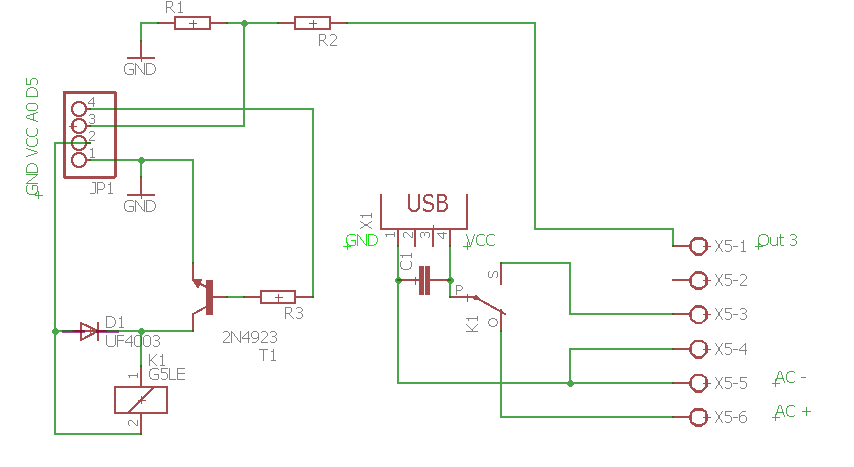 R1
R2
GND
GND VCC A0 D5
4
3
2
1
JP1
GND
USB
X1
1
2
3
4
GND
VCC
C1
X5-1
Out 3
X5-2
S
P
K1
O
X5-3
R3
2N4923
T1
D1
UF4003
K1
G5LE
1
2
X5-4
X5-5
AC -
X5-6
AC +